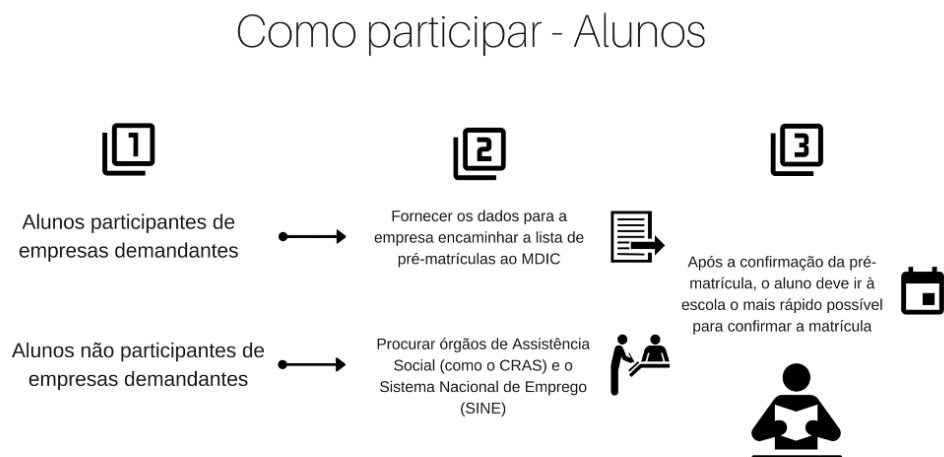 Como participar - Alunos
1
2
3
Alunos participantes de
empresas demandantes
Fornecer os dados para a
empresa encaminhar a lista de
pré-matrículas ao MDIC
Alunos não participantes de
empresas demandantes
Procurar órgãos de Assistência
Social (como o CRAS) e o
Sistema Nacional de Emprego
(SINE)
Após a confirmação da pré-
matrícula, o aluno deve ir à
escola o mais rápido possível
para confirmar a matrícula